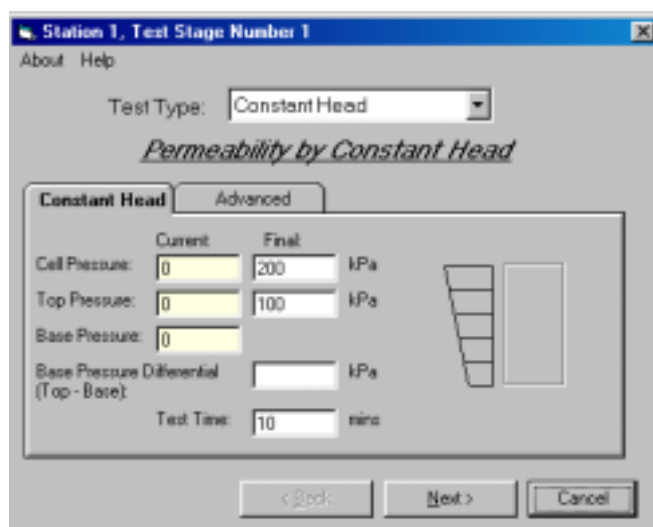 Station 1, Test Stage Number 1
About Help
Test Type: Constant Head
Permeability by Constant Head
Constant Head Advanced
Current: Final:
Cell Pressure: 0 200 kPa
Top Pressure: 0 100 kPa
Base Pressure: 0
Base Pressure Differential kPa
(Top - Base):
Test Time: 10 mins
< Back Next > Cancel